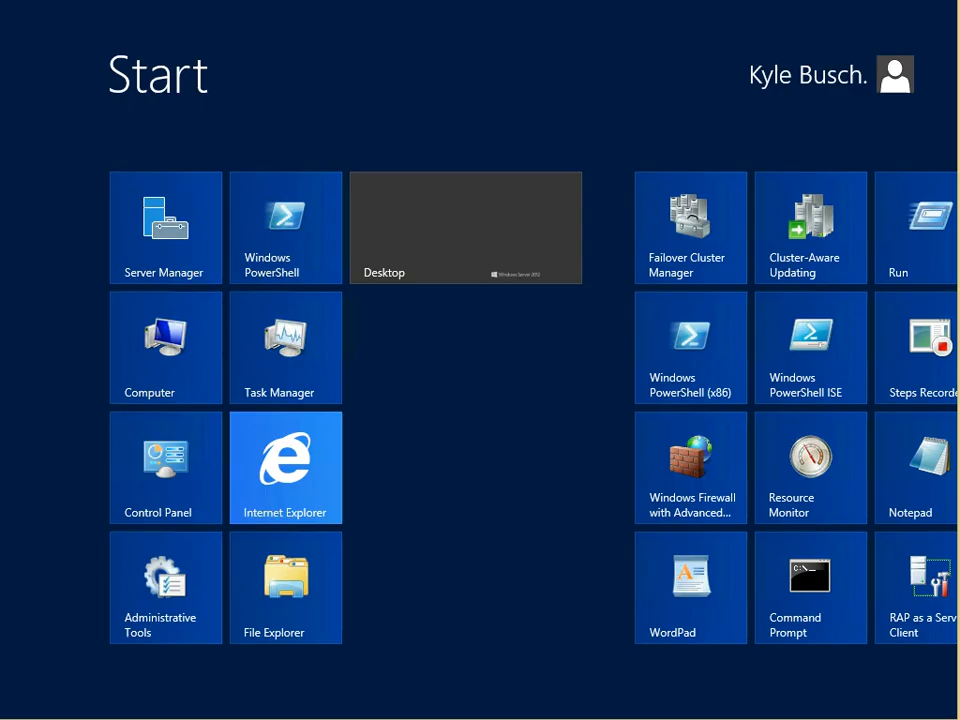 Start
Kyle Busch.
Server Manager
Windows
PowerShell
Desktop
Windows Server 2012
Failover Cluster
Manager
Cluster-Aware
Updating
Run
Computer
Task Manager
Windows
PowerShell (x86)
Windows
PowerShell ISE
Steps Recorde
Control Panel
Internet Explorer
Windows Firewall
with Advanced...
Resource
Monitor
Notepad
Administrative
Tools
File Explorer
WordPad
C:\_
Command
Prompt
RAP as a Serv
Client